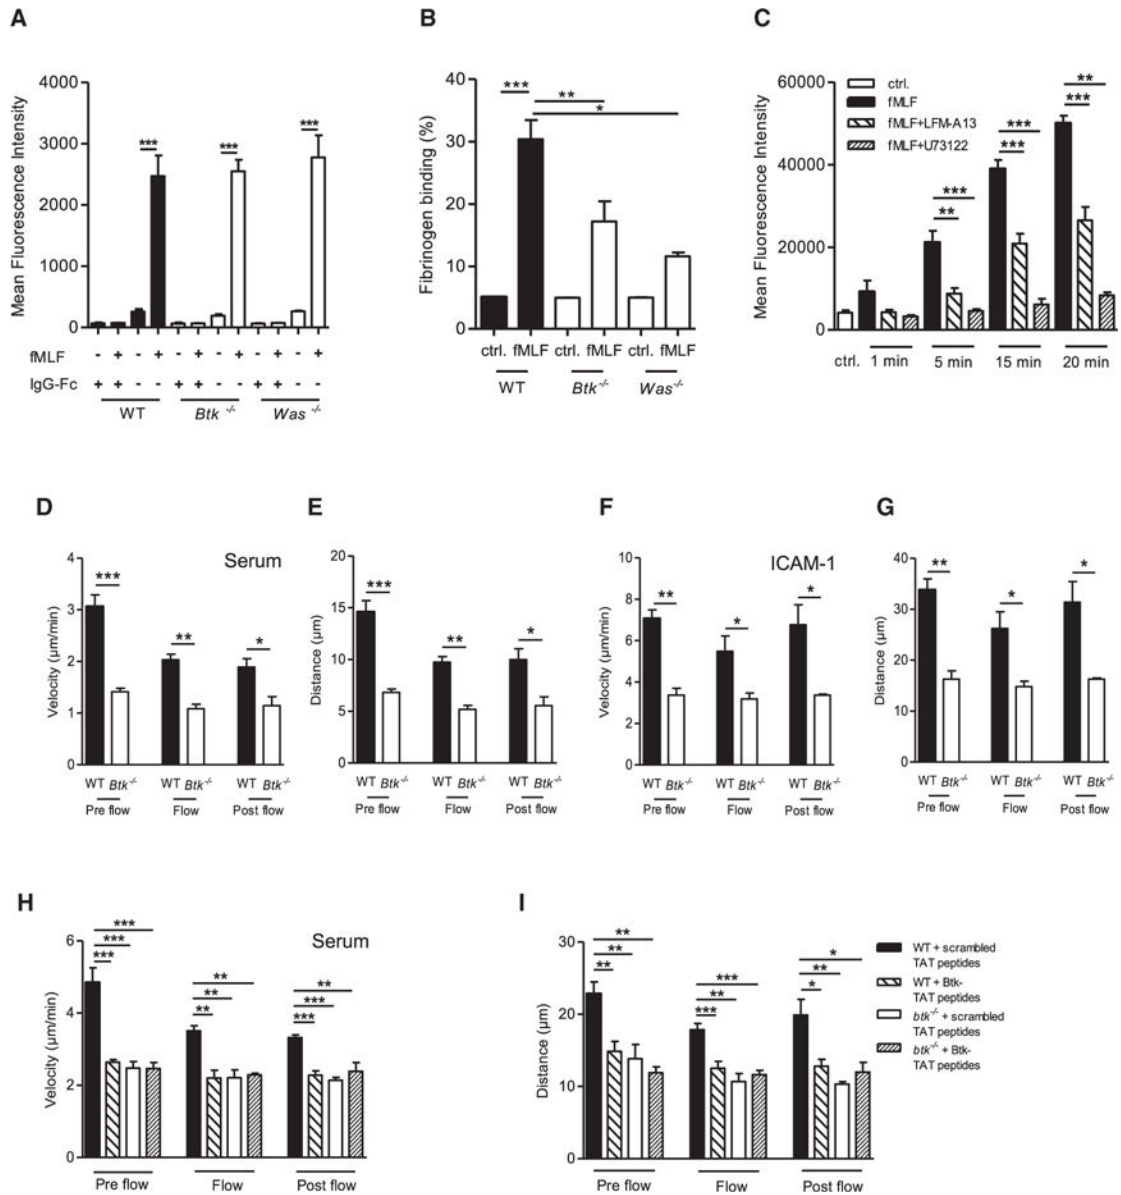 A
Mean Fluorescence Intensity
4000
3000
2000
1000
0
***
***
***
fMLF - + - + - + - + - + - +
IgG-Fc + + - - + + - - + + - -
WT Btk -/- Was -/-
B
Fibrinogen binding (%)
40
30
20
10
0
***
**
*
ctrl. fMLF ctrl. fMLF ctrl. fMLF
WT Btk-/- Was-/-
C
Mean Fluorescence Intensity
60000
40000
20000
0
ctrl.
fMLF
fMLF+LFM-A13
fMLF+U73122
***
**
***
***
**
***
ctrl. 1 min 5 min 15 min 20 min
D
Serum
Velocity (µm/min)
4
3
2
1
0
***
**
*
WT Btk-/- WT Btk-/- WT Btk-/-
Pre flow Flow Post flow
E
Distance (µm)
20
15
10
5
0
***
**
*
WT Btk-/- WT Btk-/- WT Btk-/-
Pre flow Flow Post flow
F
ICAM-1
Velocity (µm/min)
10
8
6
4
2
0
**
*
*
WT Btk-/- WT Btk-/- WT Btk-/-
Pre flow Flow Post flow
G
Distance (µm)
40
30
20
10
0
**
*
*
WT Btk-/- WT Btk-/- WT Btk-/-
Pre flow Flow Post flow
H
Serum
Velocity (µm/min)
6
4
2
0
***
***
***
**
**
**
**
***
***
Pre flow Flow Post flow
I
Distance (µm)
30
20
10
0
**
**
**
***
**
***
*
**
*
Pre flow Flow Post flow
WT + scrambled
TAT peptides
WT + Btk-
TAT peptides
btk-/- + scrambled
TAT peptides
btk-/- + Btk-
TAT peptides